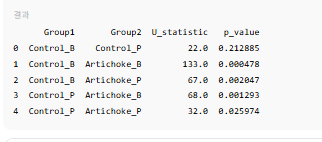 결과
Group1 Group2 U_statistic p_value
0 Control_B Control_P 22.0 0.212885
1 Control_B Artichoke_B 133.0 0.000478
2 Control_B Artichoke_P 67.0 0.002047
3 Control_P Artichoke_B 68.0 0.001293
4 Control_P Artichoke_P 32.0 0.025974